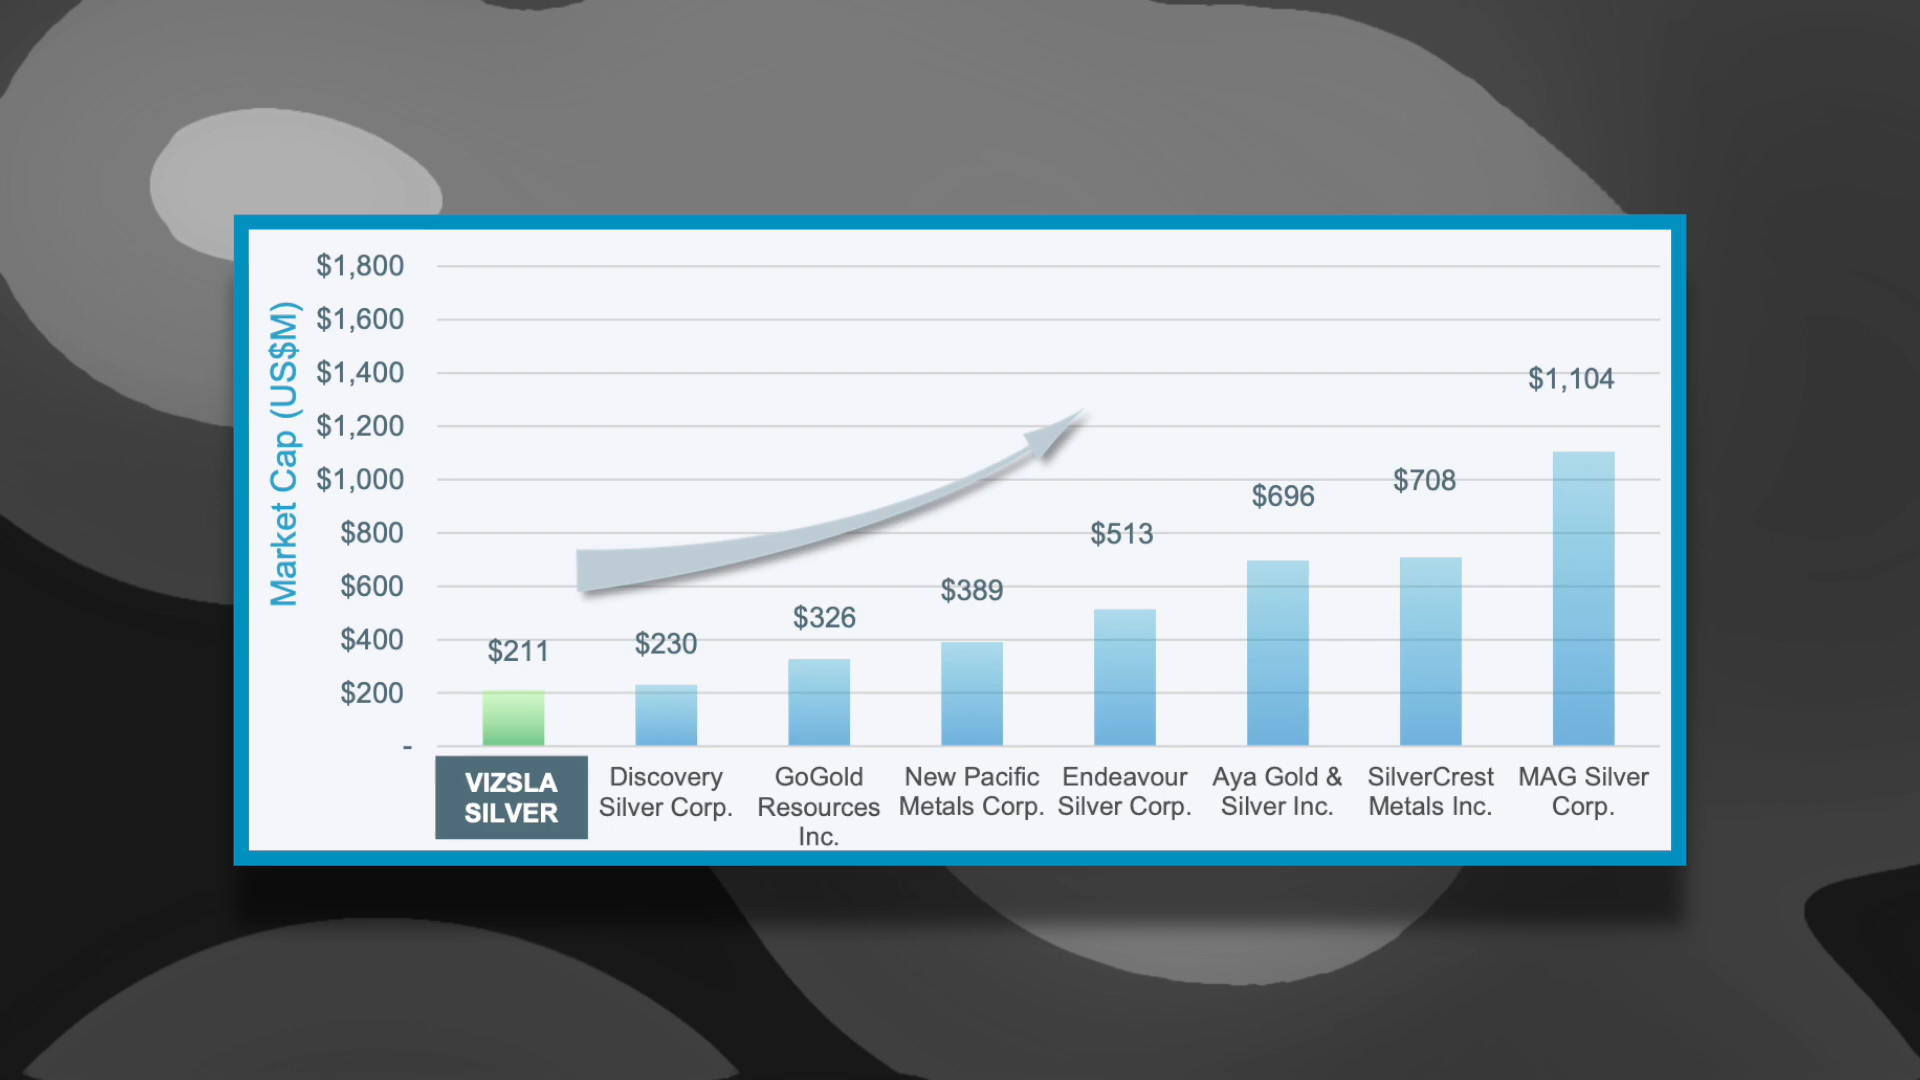 Market Cap (US$M)
$1,800
$1,600
$1,400
$1,200
$1,000
$800
$600
$400
$200
-
$211
$230
$326
$389
$513
$696
$708
$1,104
VIZSLA
SILVER
Discovery
Silver Corp.
GoGold
Resources
Inc.
New Pacific
Metals Corp.
Endeavour
Silver Corp.
Aya Gold &
Silver Inc.
SilverCrest
Metals Inc.
MAG Silver
Corp.